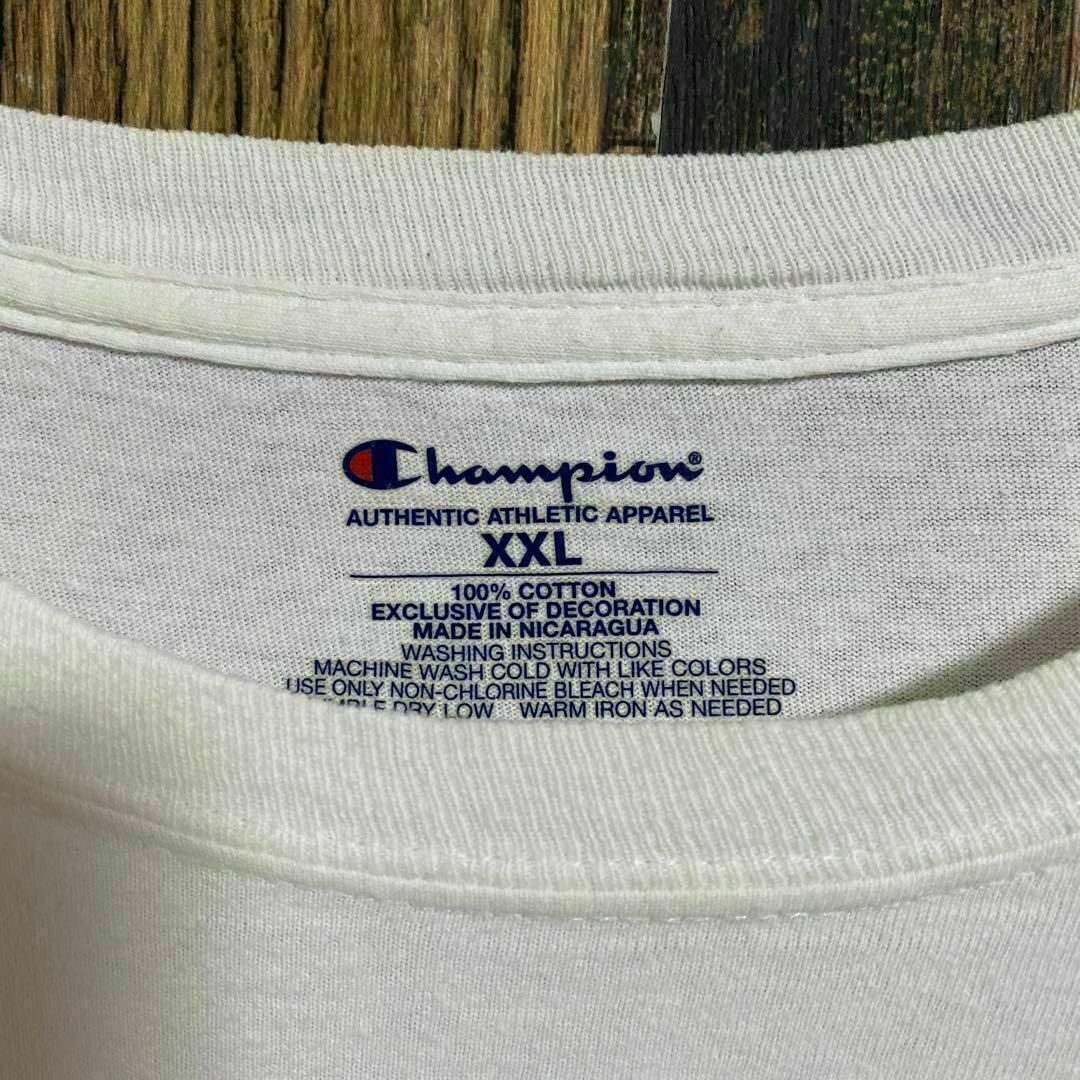 Champion®
AUTHENTIC ATHLETIC APPAREL
XXL
100% COTTON
EXCLUSIVE OF DECORATION
MADE IN NICARAGUA
WASHING INSTRUCTIONS
MACHINE WASH COLD WITH LIKE COLORS
USE ONLY NON-CHLORINE BLEACH WHEN NEEDED
DRY LOW WARM IRON AS NEEDED